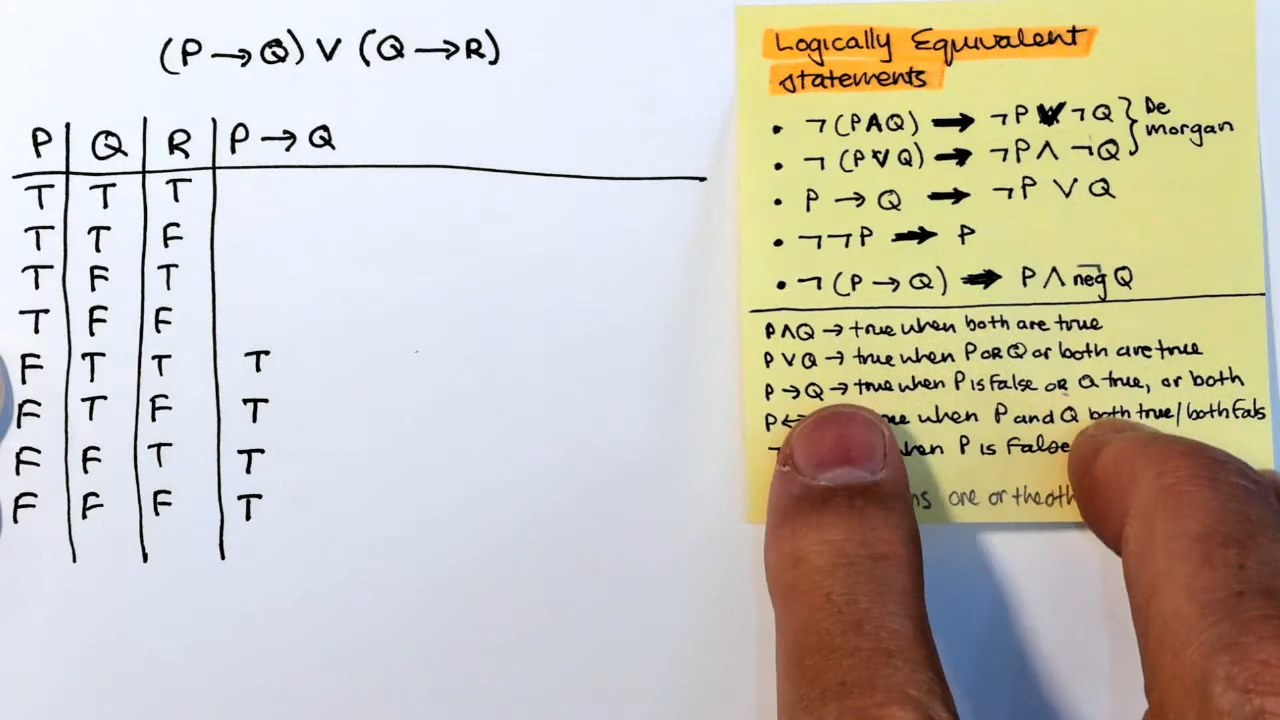 (P → Q) ∨ (Q → R)
P Q R P → Q
T T T
T T F
T F T
T F F
F T T T
F T F T
F F T T
F F F T
Logically Equivalent
statements
• ¬(P∧Q) → ¬P ∨ ¬Q } De
morgan
• ¬(P∨Q) → ¬P ∧ ¬Q
• P → Q → ¬P ∨ Q
• ¬¬P → P
• ¬(P → Q) → P ∧ neg Q
P∧Q → true when both are true
P∨Q → true when P OR Q or both are true
P→Q → true when P is False OR Q true, or both
when P and Q both true/both Fals
P is False
one or the